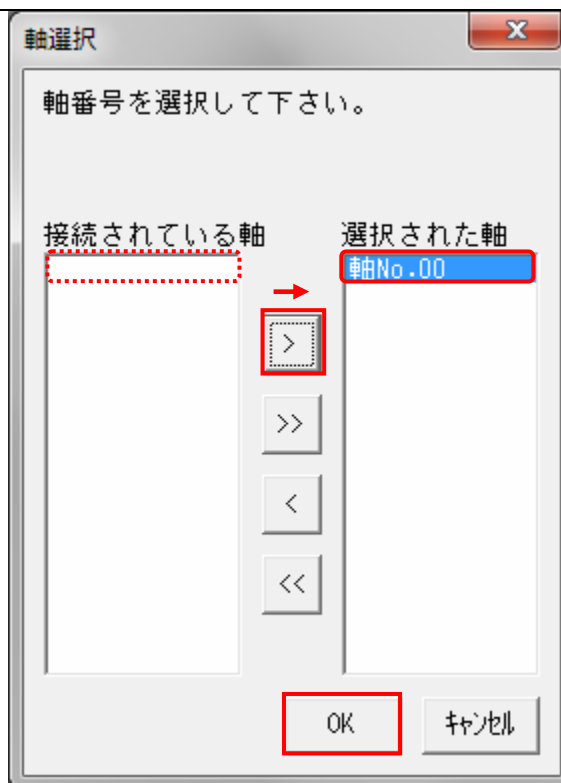 軸選択
軸番号を選択して下さい。
接続されている軸
選択された軸
軸No.00
>
>>
<
<<
OK
ｷｬﾝｾﾙ